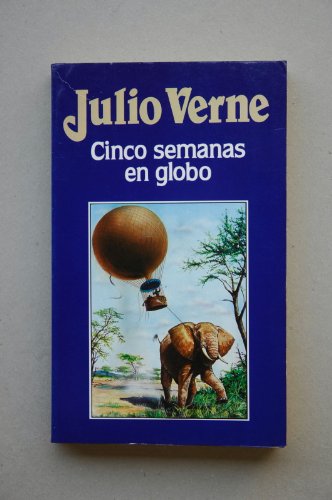 Julio Verne
Cinco semanas
en globo